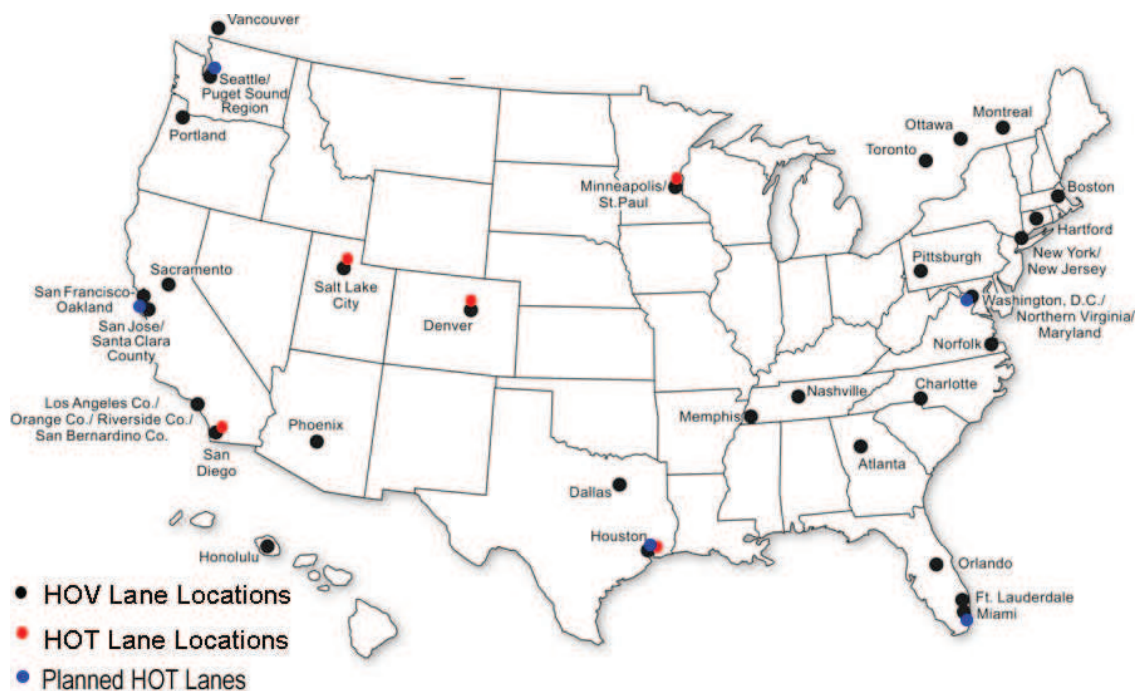 Vancouver
Seattle/
Puget Sound
Region
Portland
Montreal
Ottawa
Toronto
Minneapolis/
St.Paul
Boston
Hartford
New York/
New Jersey
Pittsburgh
Sacramento
San Francisco-
Oakland
San Jose/
Santa Clara
County
Salt Lake
City
Denver
Washington, D.C./
Northern Virginia/
Maryland
Norfolk
Nashville
Charlotte
Memphis
Los Angeles Co./
Orange Co./ Riverside Co./
San Bernardino Co.
Phoenix
San
Diego
Atlanta
Dallas
Houston
Honolulu
Orlando
Ft. Lauderdale
Miami
HOV Lane Locations
HOT Lane Locations
Planned HOT Lanes